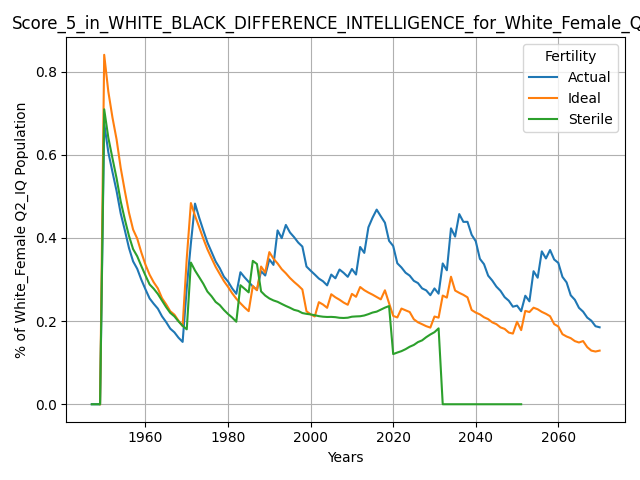 Score_5_in_WHITE_BLACK_DIFFERENCE_INTELLIGENCE_for_White_Female_Q
Fertility
Actual
Ideal
Sterile
% of White_Female Q2_IQ Population
0.8
0.6
0.4
0.2
0.0
1960 1980 2000 2020 2040 2060
Years